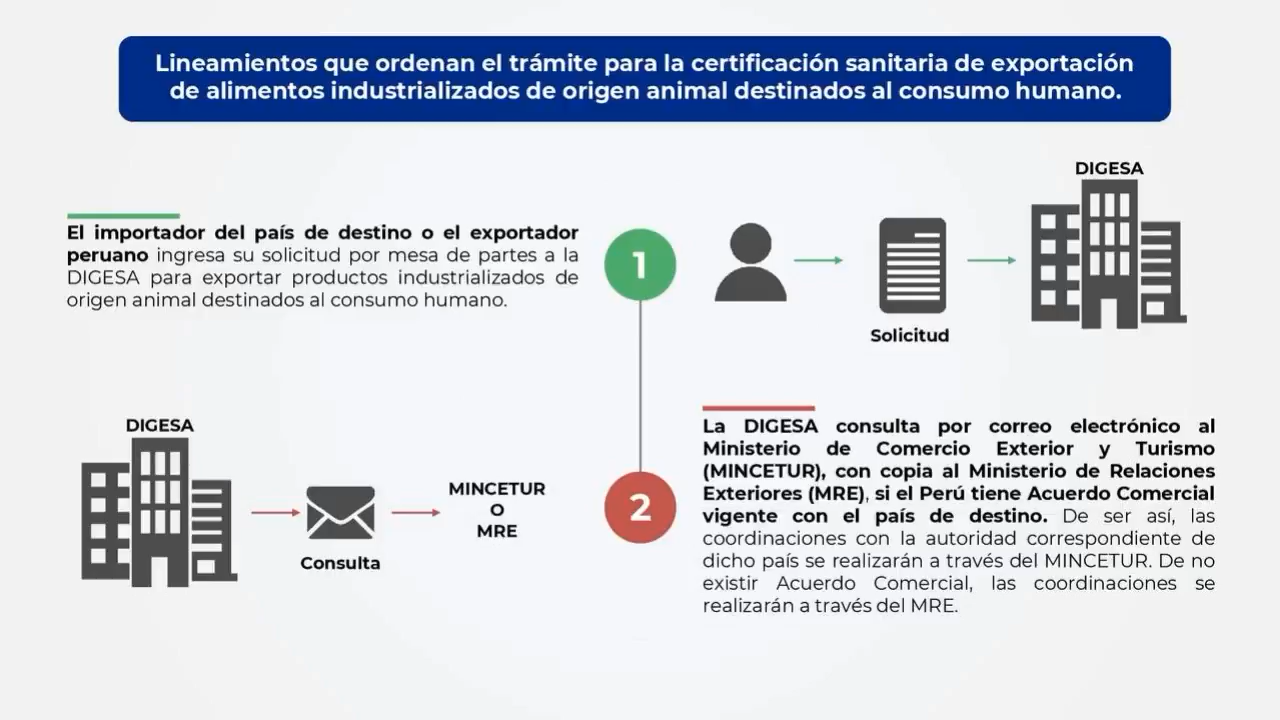 Lineamientos que ordenan el trámite para la certificación sanitaria de exportación
de alimentos industrializados de origen animal destinados al consumo humano.
El importador del país de destino o el exportador
peruano ingresa su solicitud por mesa de partes a la
DIGESA para exportar productos industrializados de
origen animal destinados al consumo humano.
1
Solicitud
DIGESA
DIGESA
Consulta
MINCETUR
O
MRE
2
La DIGESA consulta por correo electrónico al
Ministerio de Comercio Exterior y Turismo
(MINCETUR), con copia al Ministerio de Relaciones
Exteriores (MRE), si el Perú tiene Acuerdo Comercial
vigente con el país de destino. De ser así, las
coordinaciones con la autoridad correspondiente de
dicho país se realizarán a través del MINCETUR. De no
existir Acuerdo Comercial, las coordinaciones se
realizarán a través del MRE.